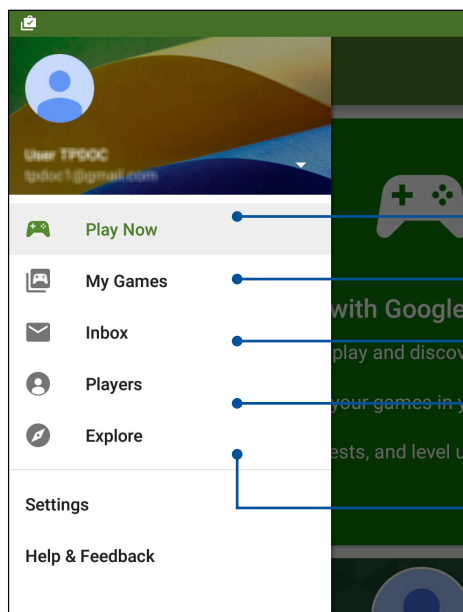 User TPDOC
tpdoc1@gmail.com
Play Now
My Games
Inbox
Players
Explore
Settings
Help & Feedback
with Google
play and discov
your games in y
ests, and level u